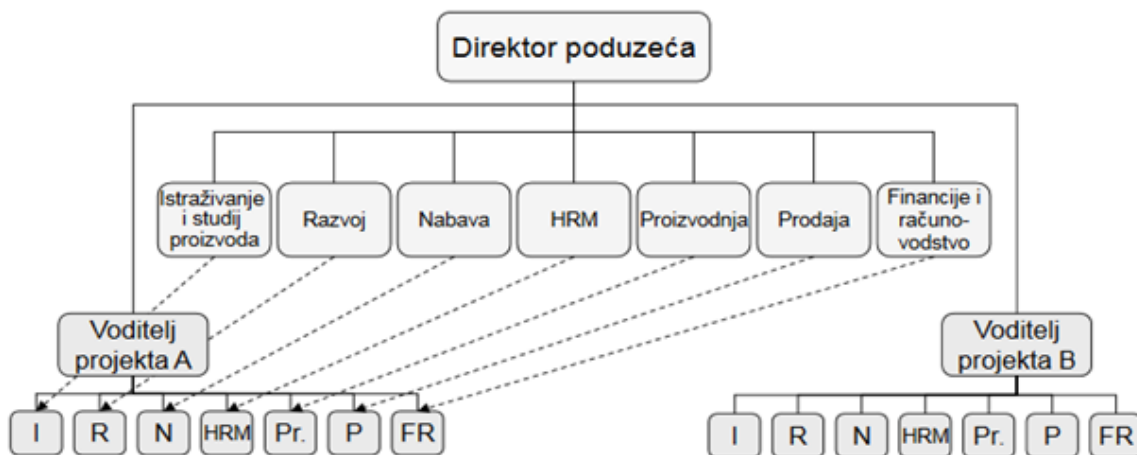 Direktor poduzeća
Istraživanje
i studij
proizvoda
Razvoj
Nabava
HRM
Proizvodnja
Prodaja
Financije i
računo-
vodstvo
Voditelj
projekta A
Voditelj
projekta B
I
R
N
HRM
Pr.
P
FR
I
R
N
HRM
Pr.
P
FR